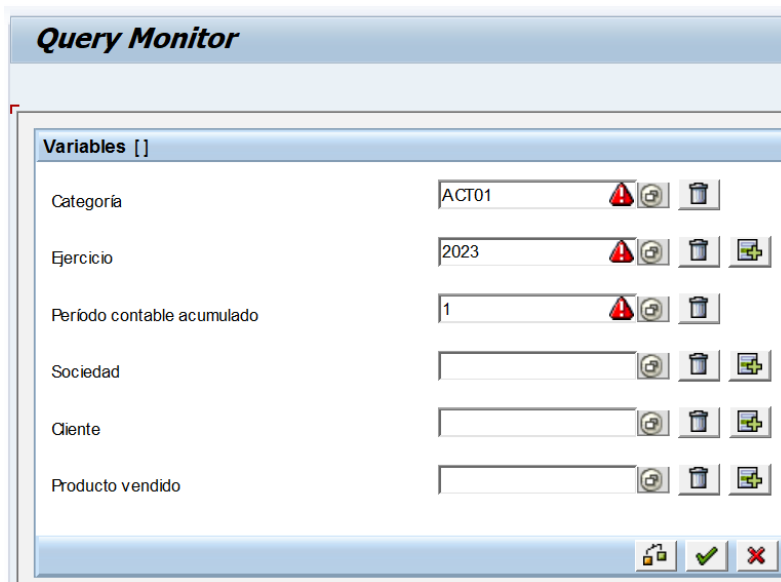 Query Monitor
Variables [ ]
Categoría ACT01
Ejercicio 2023
Período contable acumulado 1
Sociedad
Cliente
Producto vendido